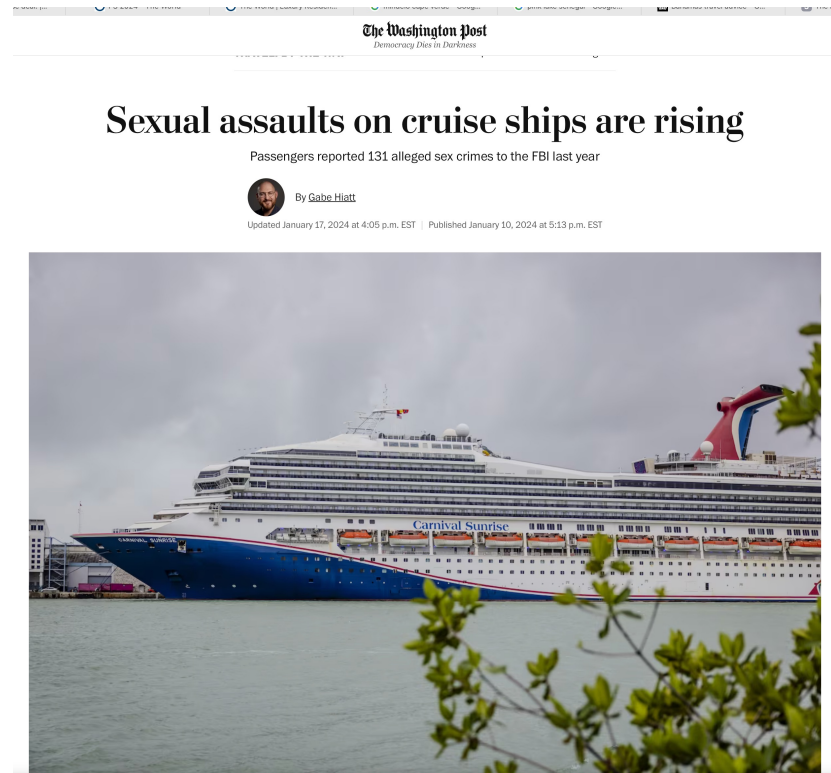 The Washington Post
Democracy Dies in Darkness
Sexual assaults on cruise ships are rising
Passengers reported 131 alleged sex crimes to the FBI last year
By Gabe Hiatt
Updated January 17, 2024 at 4:05 p.m. EST | Published January 10, 2024 at 5:13 p.m. EST
Carnival Sunrise
CARNIVAL SUNRISE